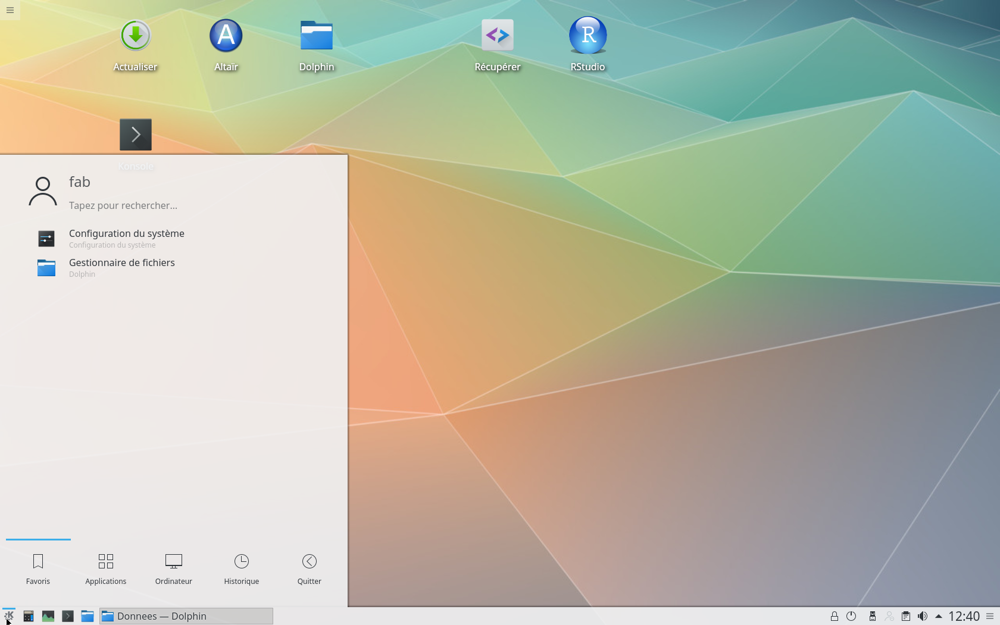 Actualiser
Altaïr
Dolphin
Récupérer
RStudio
Konsole
fab
Tapez pour rechercher...
Configuration du système
Configuration du système
Gestionnaire de fichiers
Dolphin
Favoris
Applications
Ordinateur
Historique
Quitter
Donnees — Dolphin
12:40